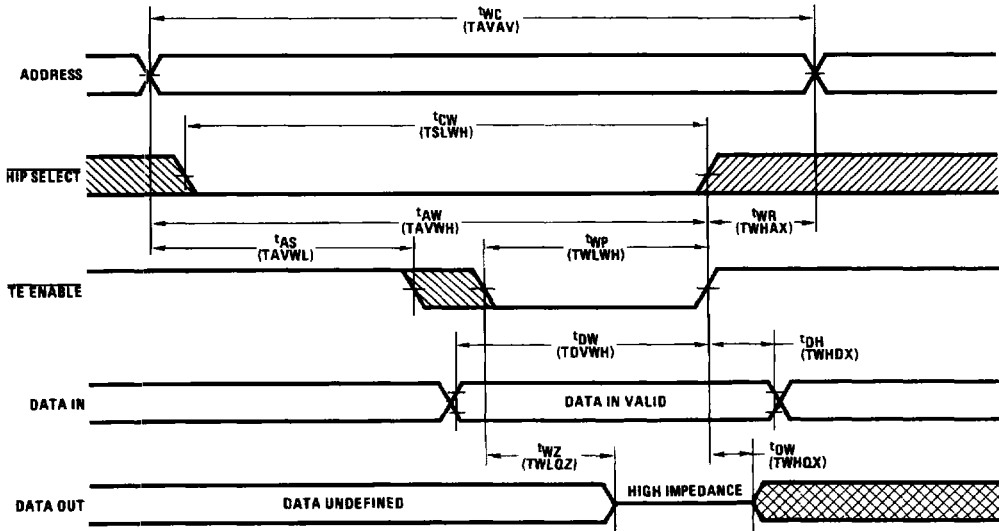 tWC
(TAVAV)
ADDRESS
tCW
(TSLWH)
HIP SELECT
tAW
(TAVWH)
tWR
(TWHAX)
tAS
(TAVWL)
tWP
(TWLWH)
TE ENABLE
tDW
(TDVWH)
tDH
(TWHDX)
DATA IN
DATA IN VALID
tWZ
(TWLQZ)
tOW
(TWHQX)
DATA OUT
DATA UNDEFINED
HIGH IMPEDANCE